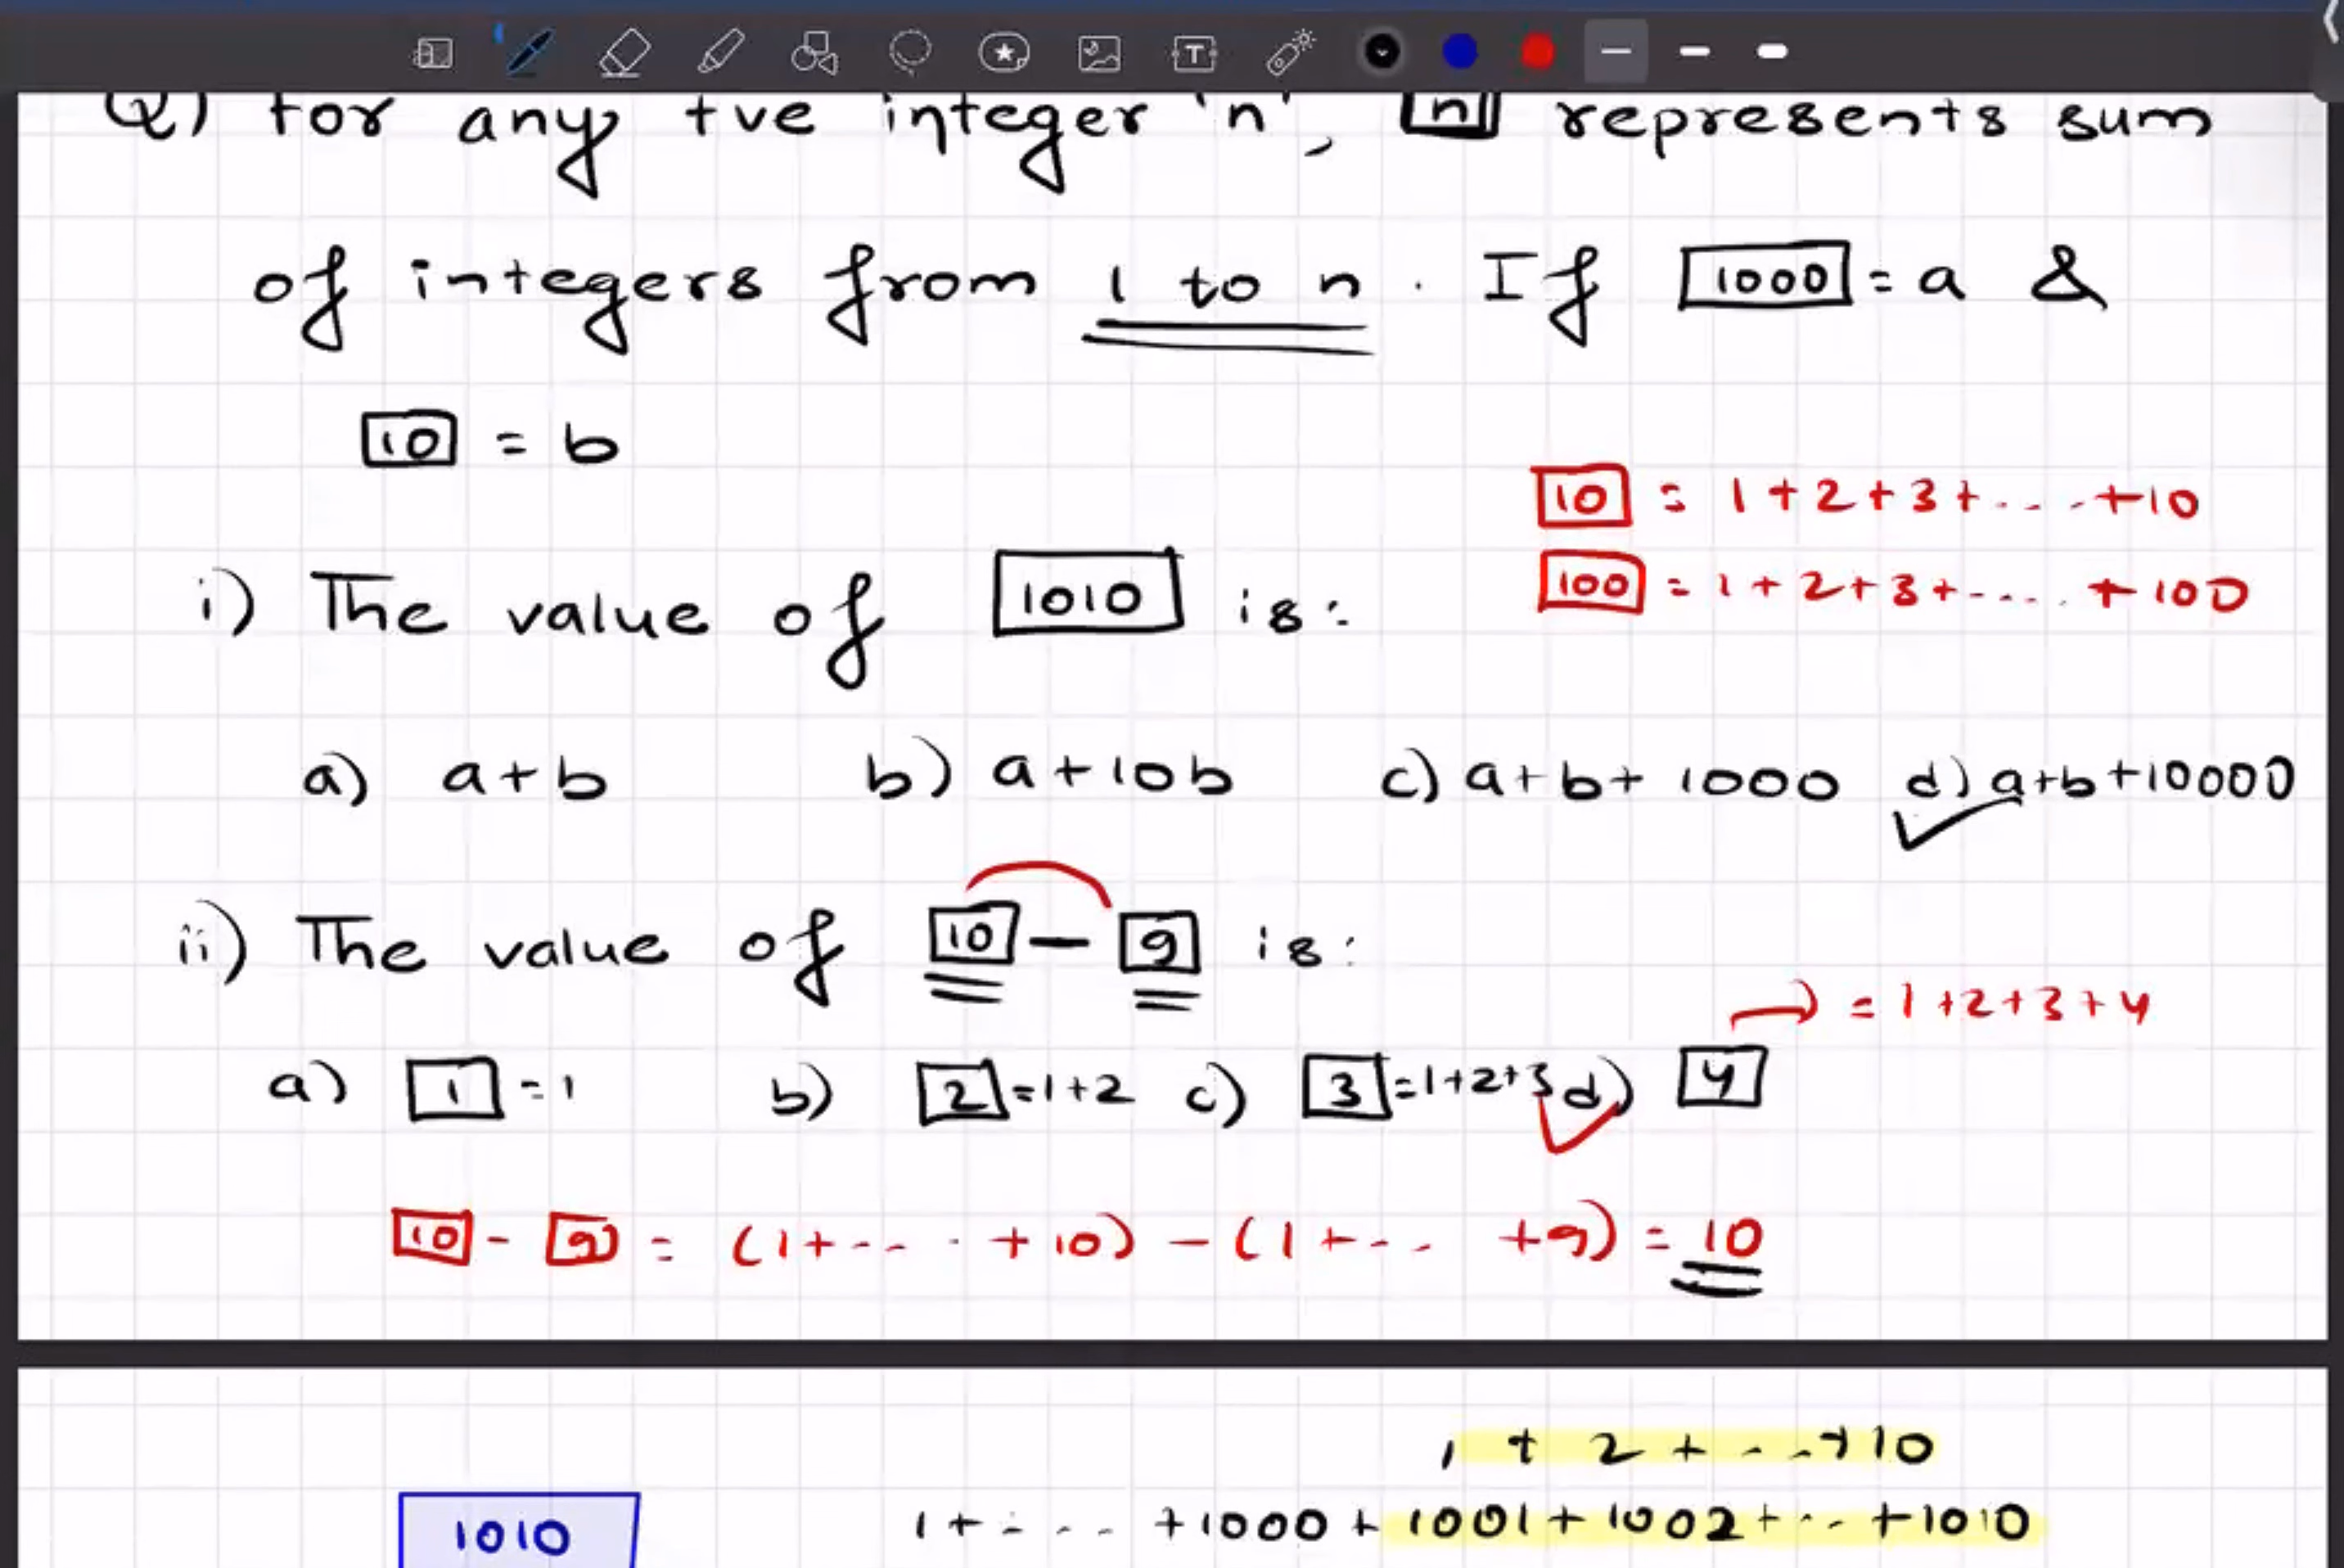 Q) For any +ve integer 'n', [n] represents sum
of integers from 1 to n. If [1000] = a &
[10] = b
[10] = 1+2+3+....+10
[100] = 1+2+3+..... +100
i) The value of [1010] is:
a) a+b b) a+10b c) a+b+1000 d) a+b+10000
ii) The value of [10] - [9] is:
= 1+2+3+4
a) [1] = 1 b) [2] = 1+2 c) [3] = 1+2+3 d) [4]
[10] - [9] = (1+--- · +10) - (1+-- +9) = 10
1 + 2 + - - +10
1010 1+--- +1000 + 1001 + 1002+-- +1010